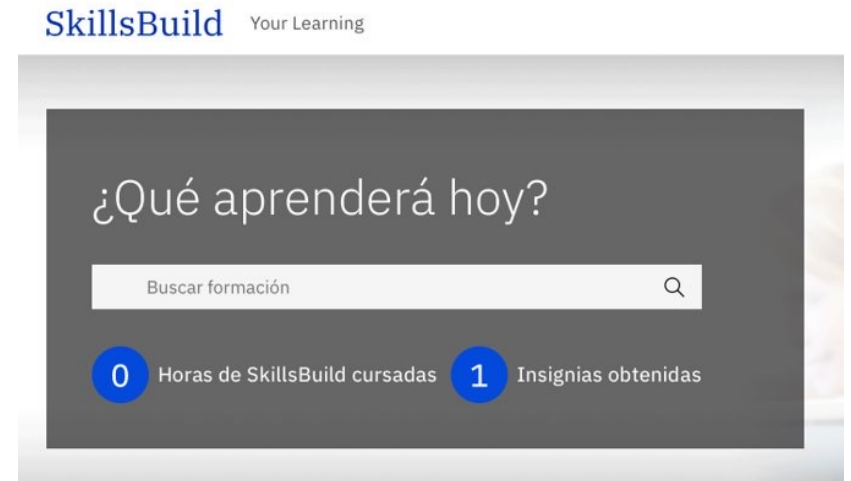 SkillsBuild Your Learning
¿Qué aprenderá hoy?
Buscar formación
0 Horas de SkillsBuild cursadas 1 Insignias obtenidas